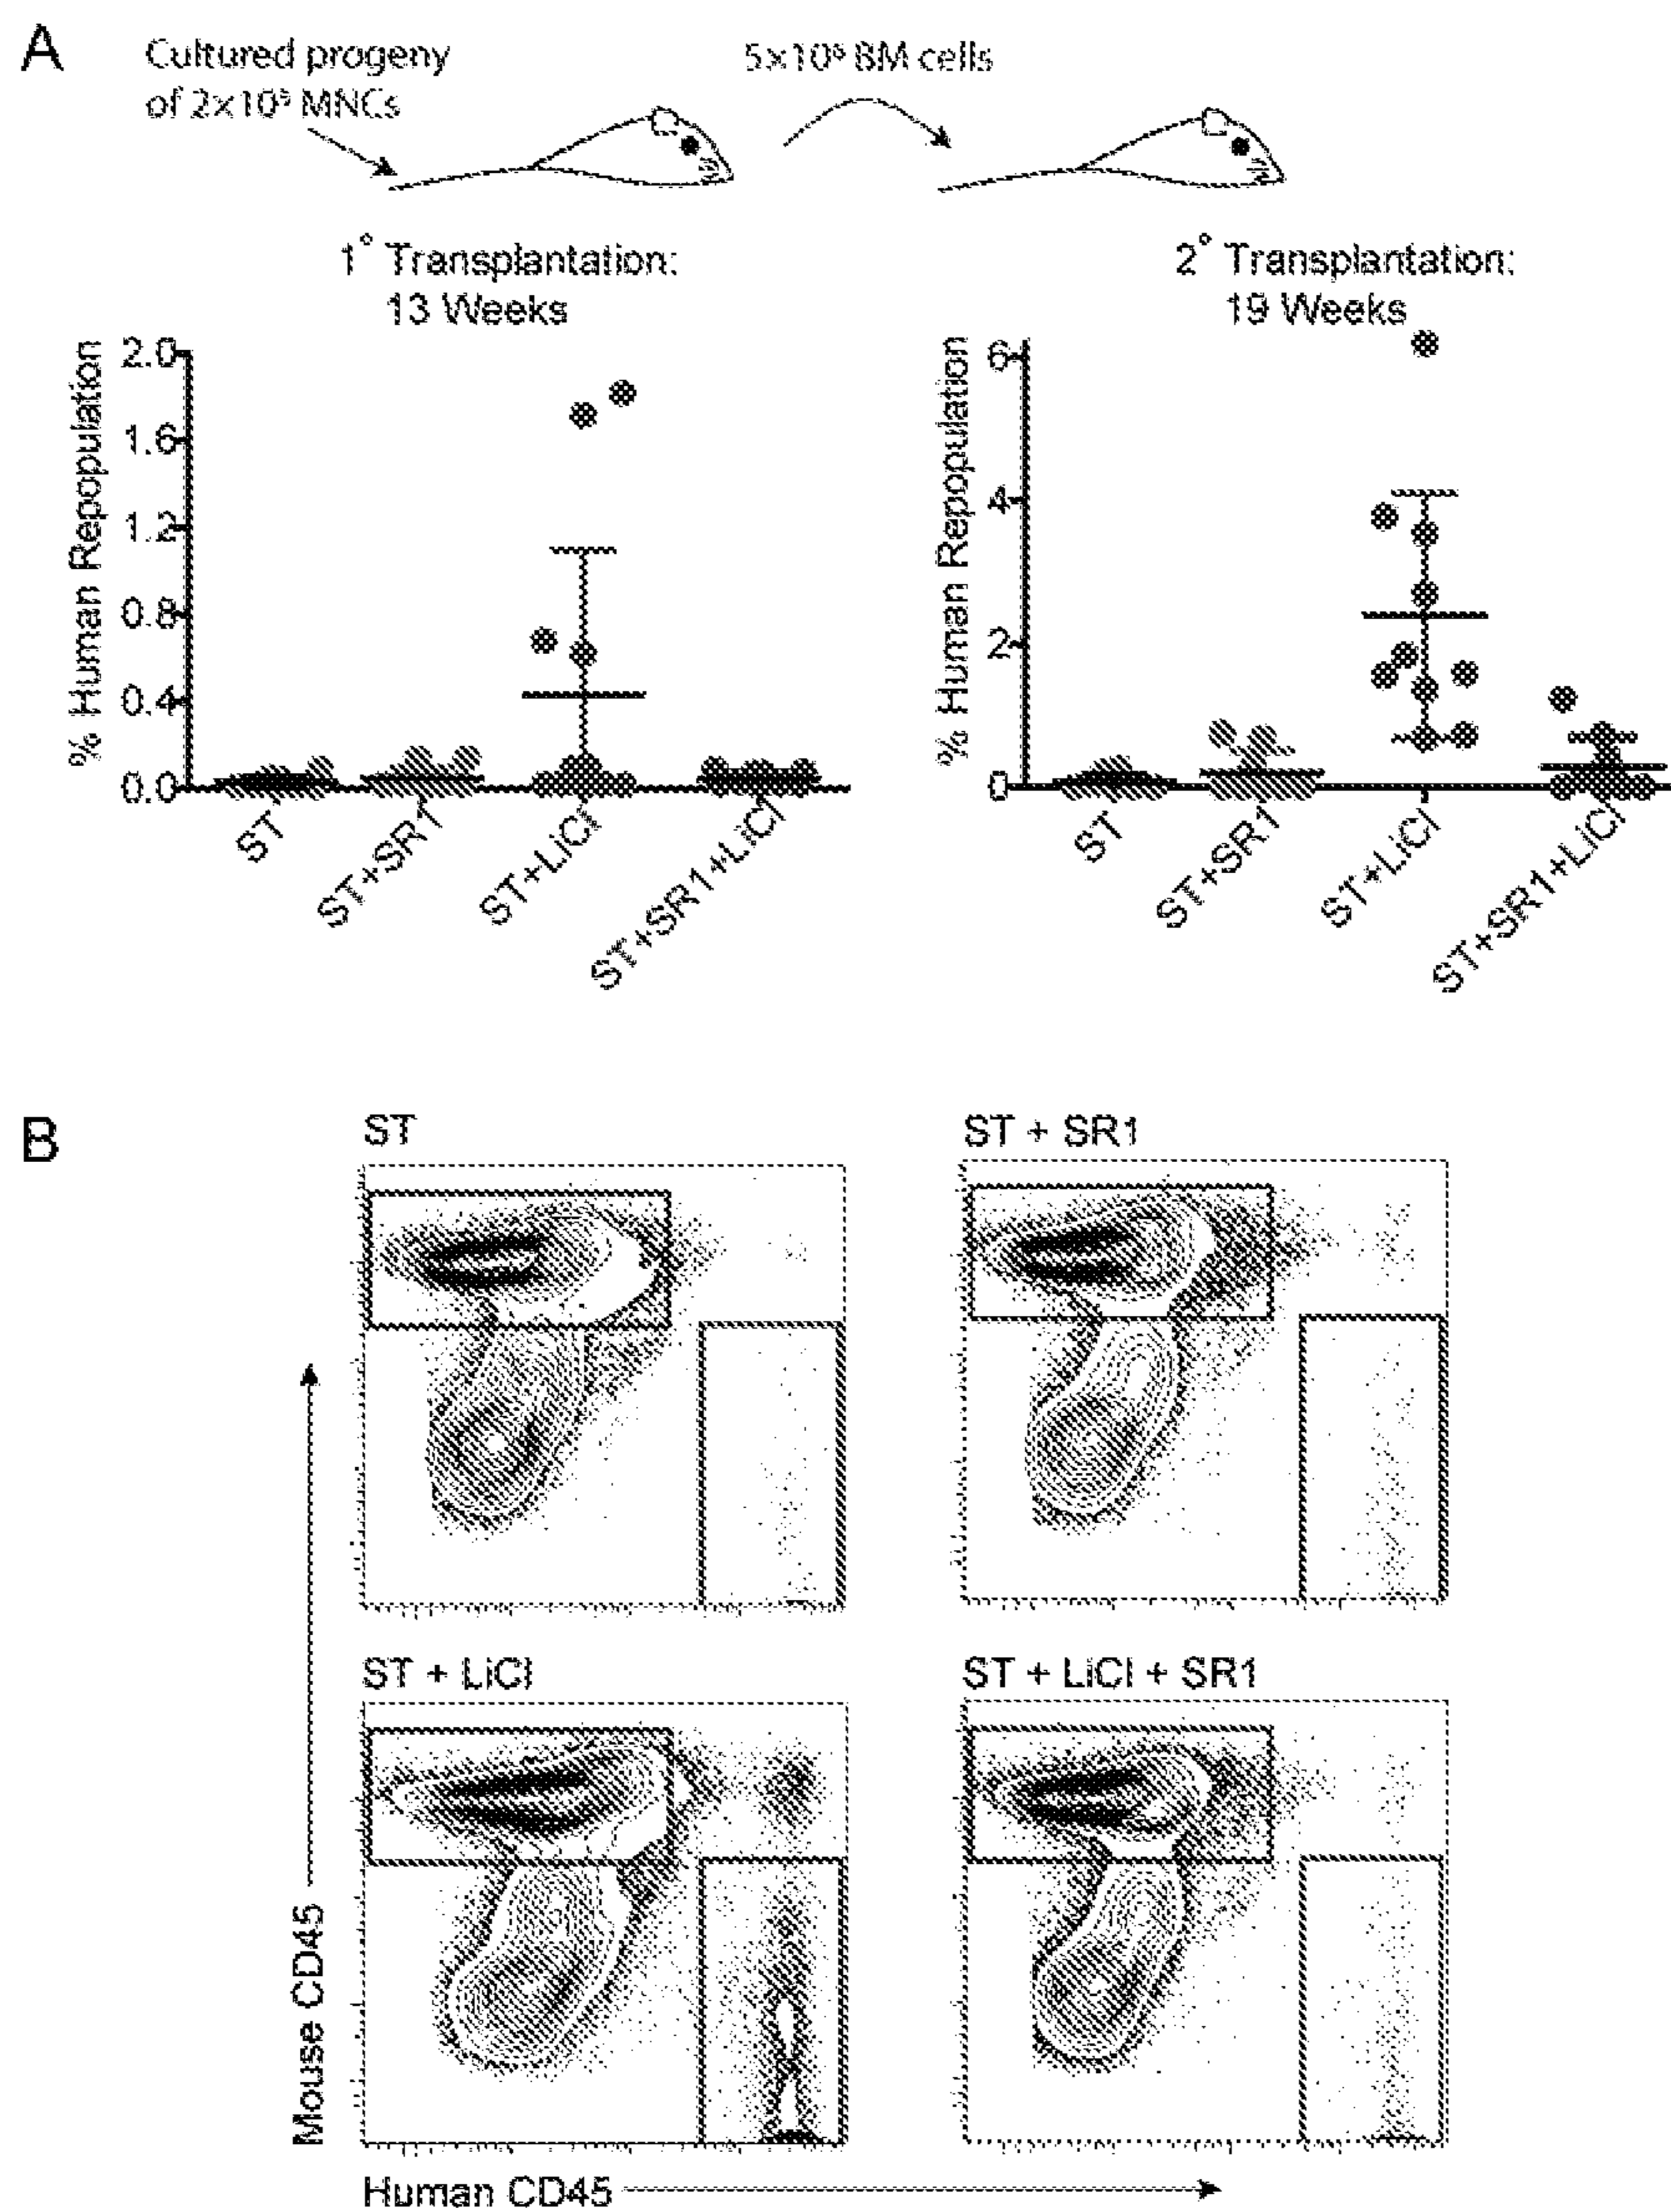 A
Cultured progeny
of 2×10⁵ MNCs
5×10⁶ BM cells
1° Transplantation:
13 Weeks
2° Transplantation:
19 Weeks
% Human Repopulation
2.0
1.6
1.2
0.8
0.4
0.0
ST
ST+SR1
ST+LiCl
ST+SR1+LiCl
% Human Repopulation
6
4
2
0
ST
ST+SR1
ST+LiCl
ST+SR1+LiCl
B
ST
ST + SR1
ST + LiCl
ST + LiCl + SR1
Mouse CD45
Human CD45